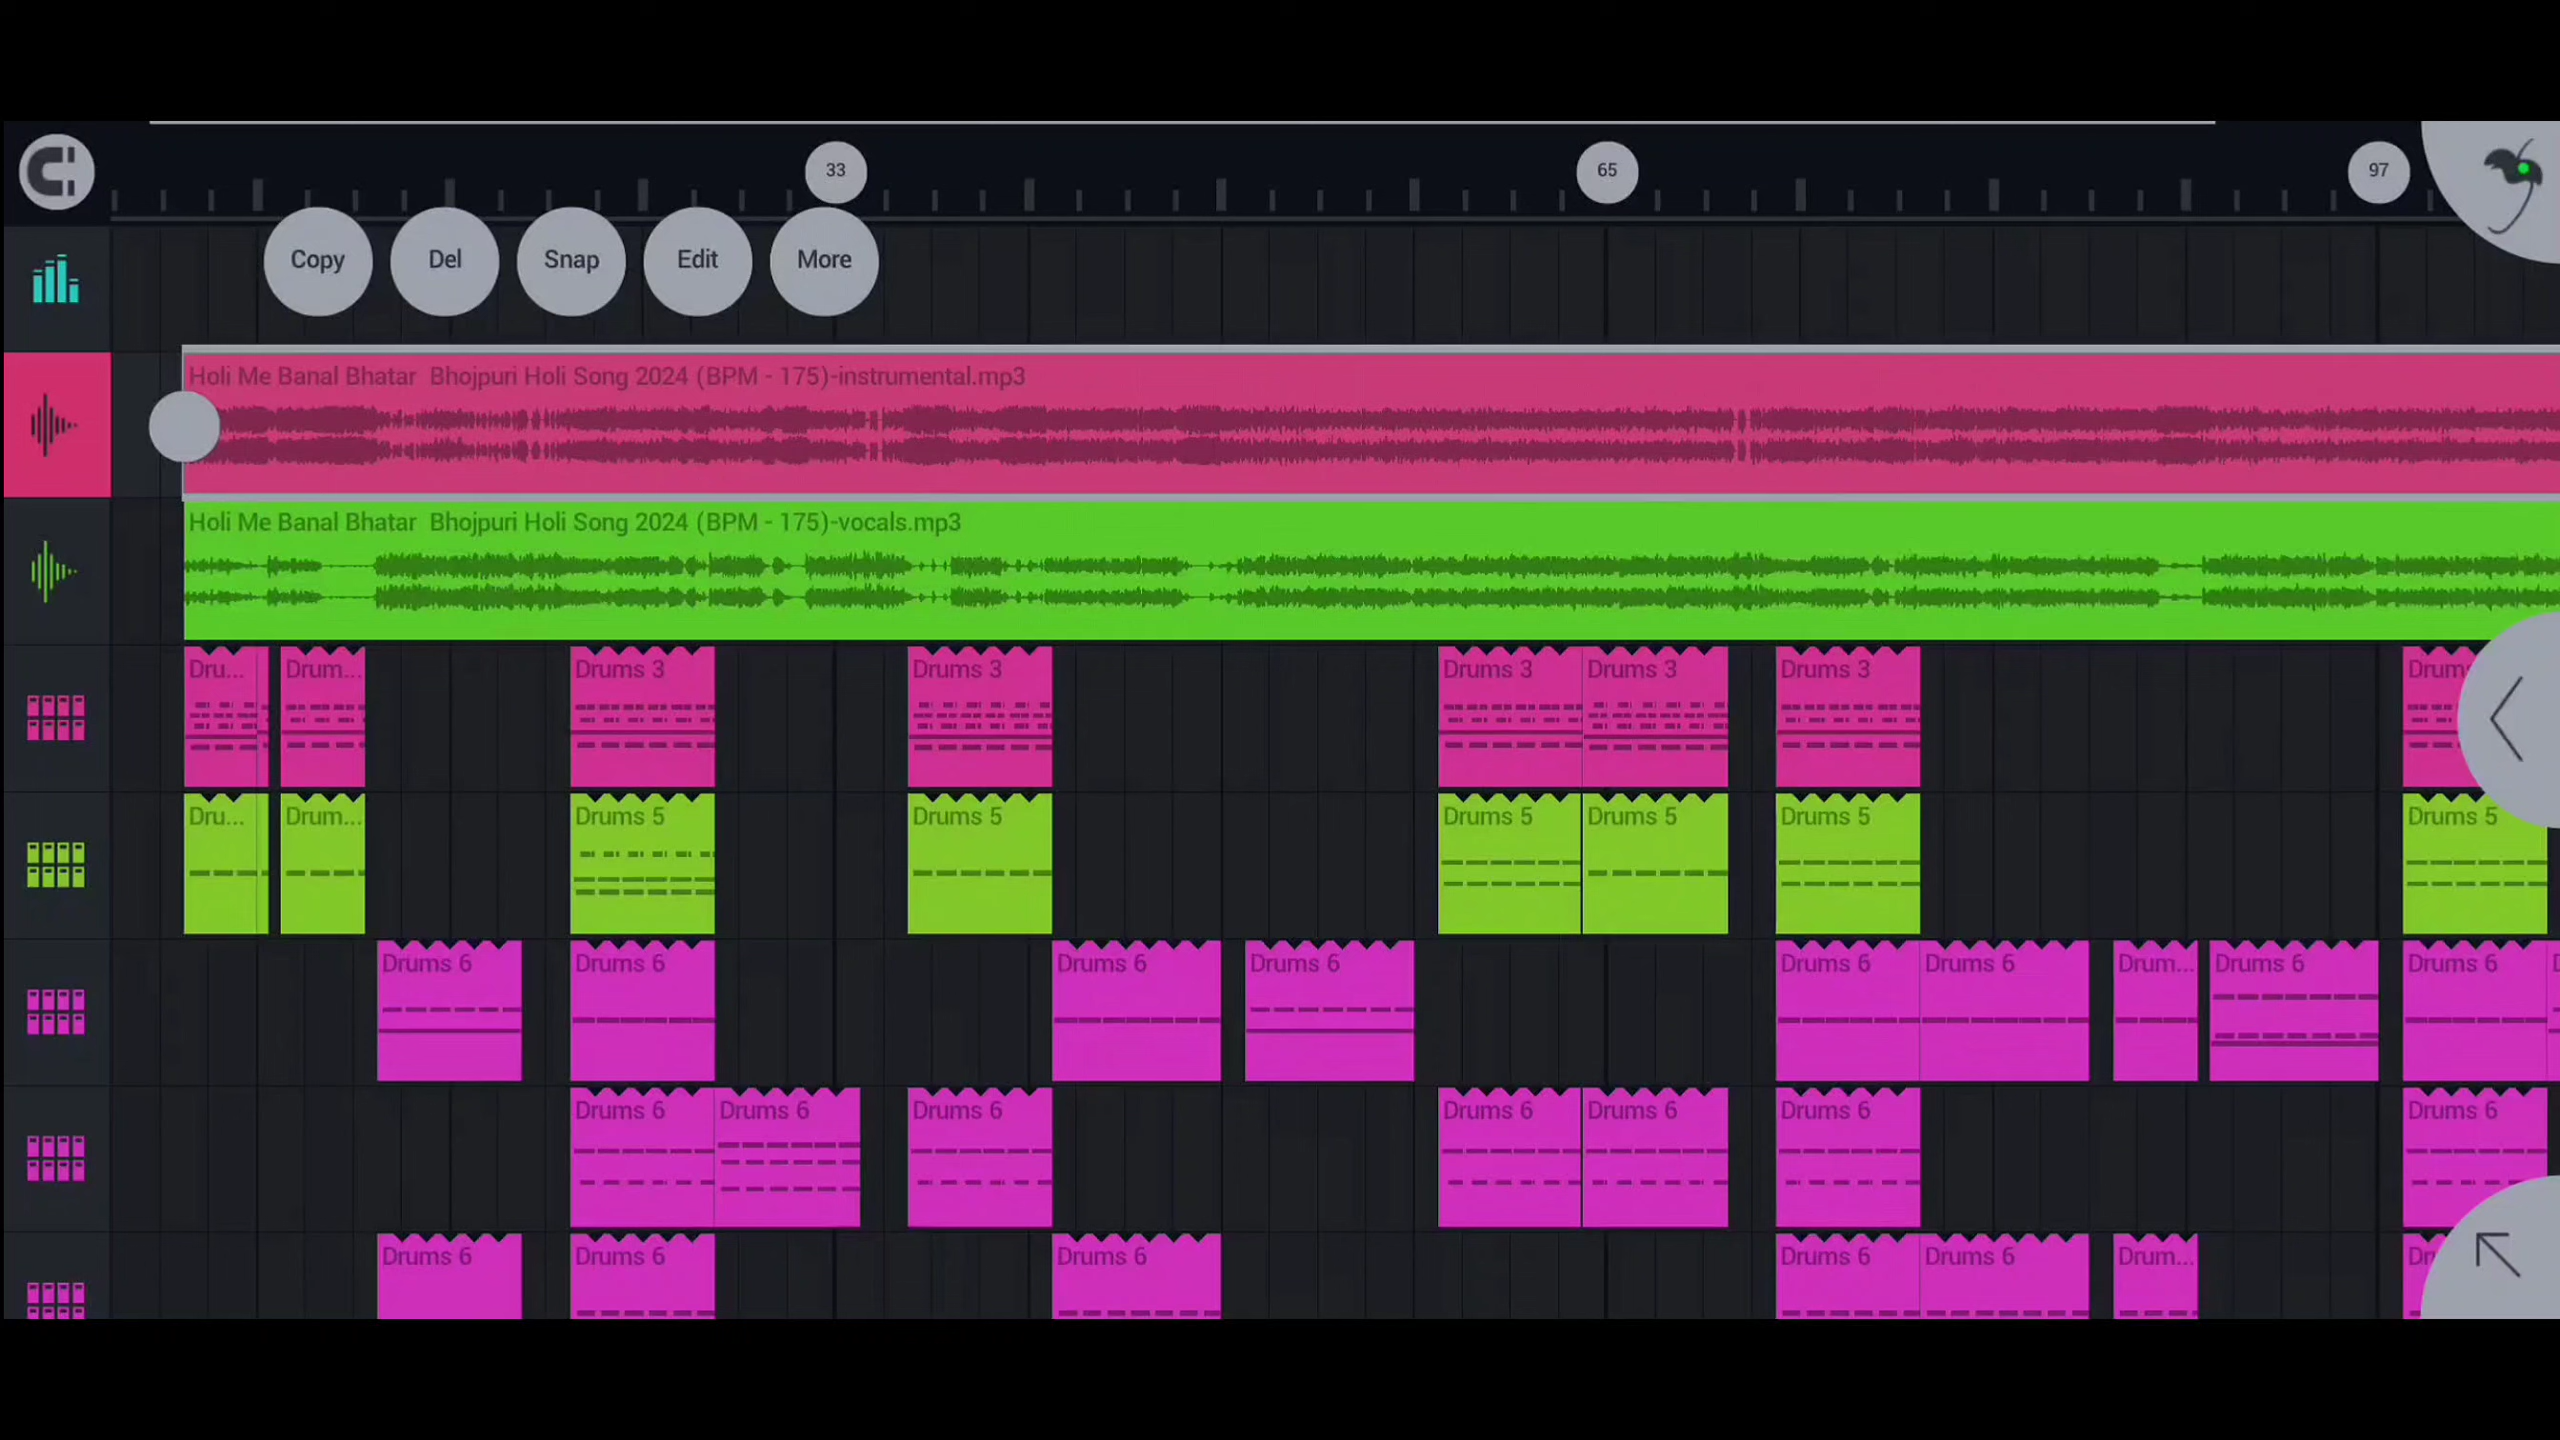 33 65 97
Copy Del Snap Edit More
Holi Me Banal Bhatar Bhojpuri Holi Song 2024 (BPM - 175)-instrumental.mp3
Holi Me Banal Bhatar Bhojpuri Holi Song 2024 (BPM - 175)-vocals.mp3
Dru... Drum... Drums 3 Drums 3 Drums 3 Drums 3 Drums 3
Dru... Drum... Drums 5 Drums 5 Drums 5 Drums 5 Drums 5 Drums 5
Drums 6 Drums 6 Drums 6 Drums 6 Drums 6 Drums 6 Drum... Drums 6 Drums 6
Drums 6 Drums 6 Drums 6 Drums 6 Drums 6 Drums 6 Drums 6
Drums 6 Drums 6 Drums 6 Drums 6 Drums 6 Drum...